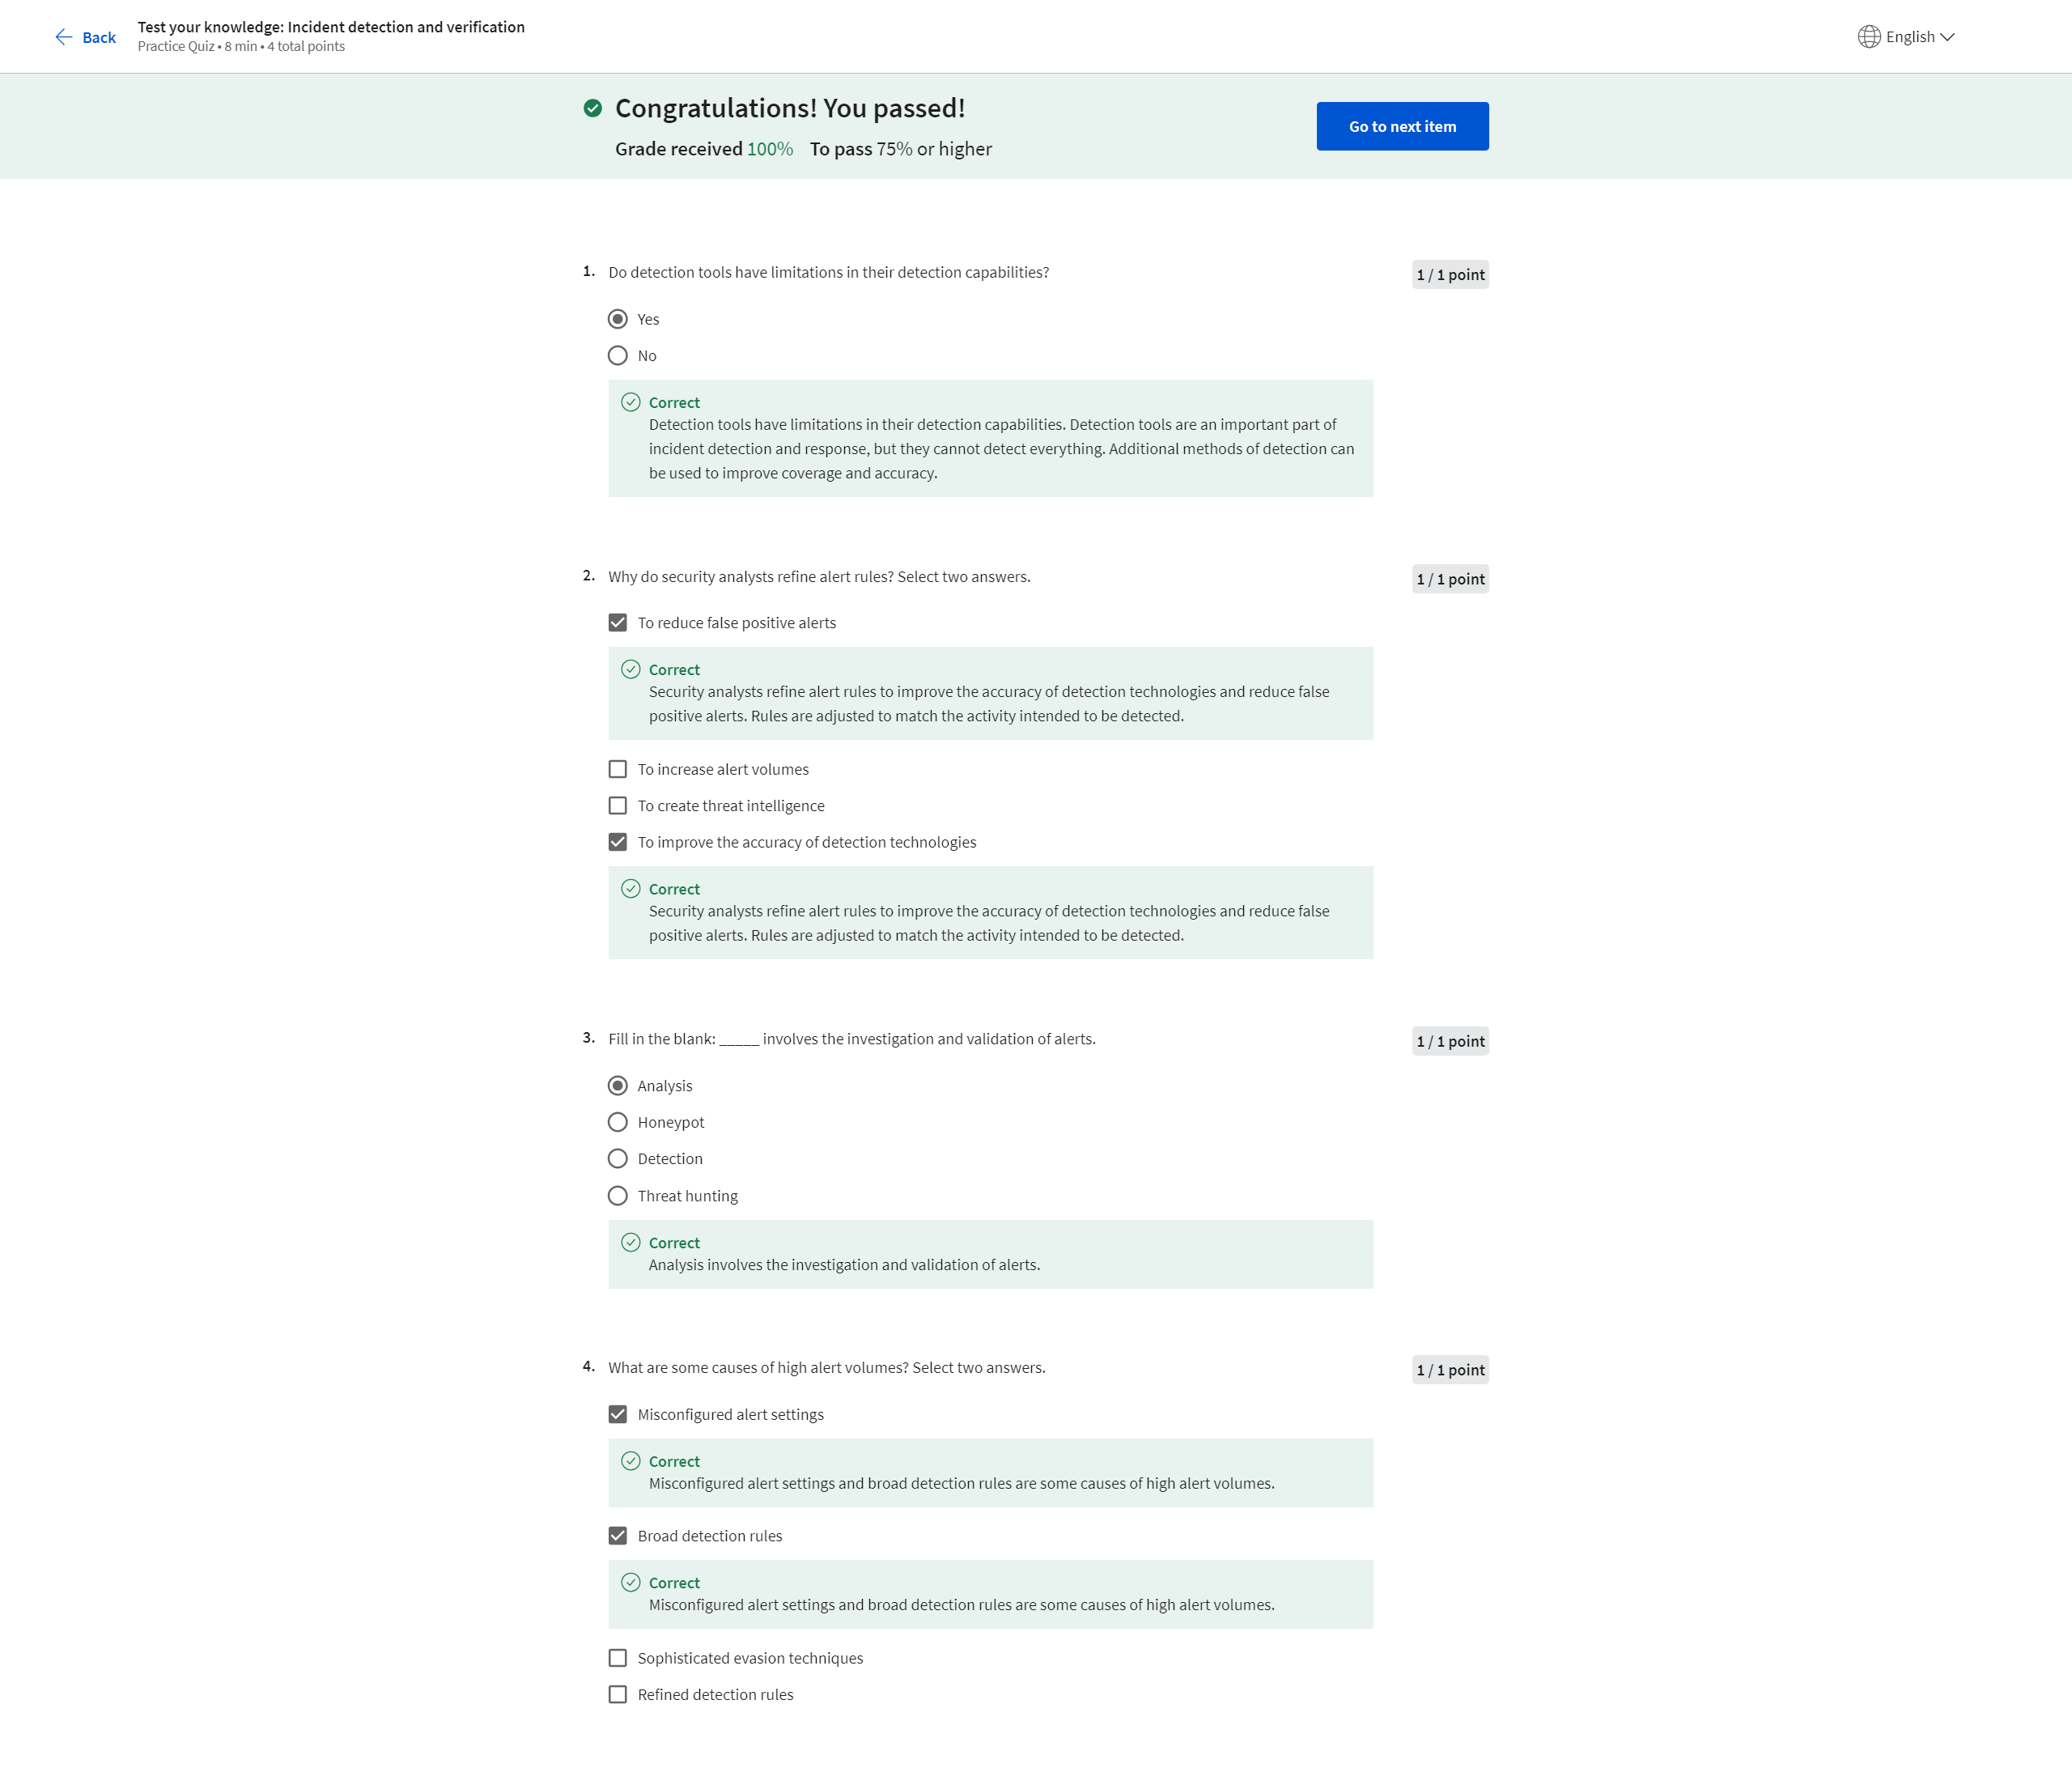 Back
Test your knowledge: Incident detection and verification
Practice Quiz • 8 min • 4 total points
English
Congratulations! You passed!
Grade received 100% To pass 75% or higher
Go to next item
1. Do detection tools have limitations in their detection capabilities?
1 / 1 point
Yes
No
Correct
Detection tools have limitations in their detection capabilities. Detection tools are an important part of
incident detection and response, but they cannot detect everything. Additional methods of detection can
be used to improve coverage and accuracy.
2. Why do security analysts refine alert rules? Select two answers.
1 / 1 point
To reduce false positive alerts
Correct
Security analysts refine alert rules to improve the accuracy of detection technologies and reduce false
positive alerts. Rules are adjusted to match the activity intended to be detected.
To increase alert volumes
To create threat intelligence
To improve the accuracy of detection technologies
Correct
Security analysts refine alert rules to improve the accuracy of detection technologies and reduce false
positive alerts. Rules are adjusted to match the activity intended to be detected.
3. Fill in the blank: _____ involves the investigation and validation of alerts.
1 / 1 point
Analysis
Honeypot
Detection
Threat hunting
Correct
Analysis involves the investigation and validation of alerts.
4. What are some causes of high alert volumes? Select two answers.
1 / 1 point
Misconfigured alert settings
Correct
Misconfigured alert settings and broad detection rules are some causes of high alert volumes.
Broad detection rules
Correct
Misconfigured alert settings and broad detection rules are some causes of high alert volumes.
Sophisticated evasion techniques
Refined detection rules